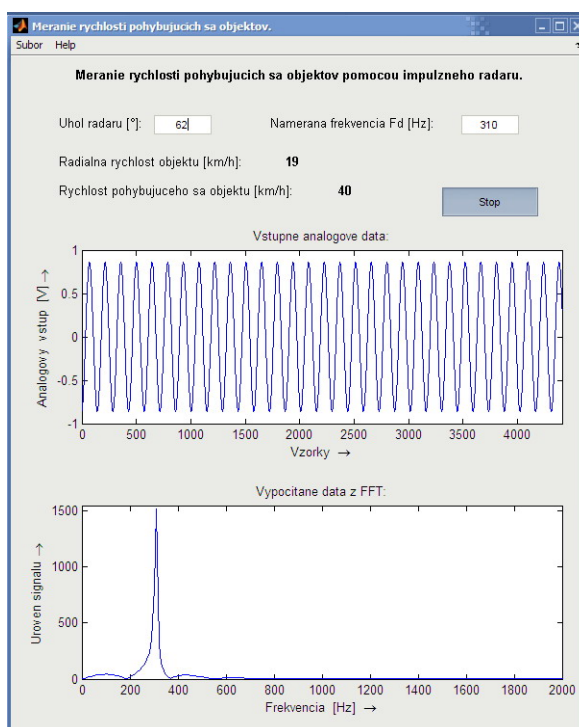 Meranie rychlosti pohybujucich sa objektov.
Subor Help
Meranie rychlosti pohybujucich sa objektov pomocou impulzneho radaru.
Uhol radaru [°]: 62 Namerana frekvencia Fd [Hz]: 310
Radialna rychlost objektu [km/h]: 19
Rychlost pohybujuceho sa objektu [km/h]: 40
Stop
Vstupne analogove data:
1
0.5
0
-0.5
-1
Analogovy vstup [V] →
0 500 1000 1500 2000 2500 3000 3500 4000
Vzorky →
Vypocitane data z FFT:
1500
1000
500
0
Uroven signalu →
0 200 400 600 800 1000 1200 1400 1600 1800 2000
Frekvencia [Hz] →